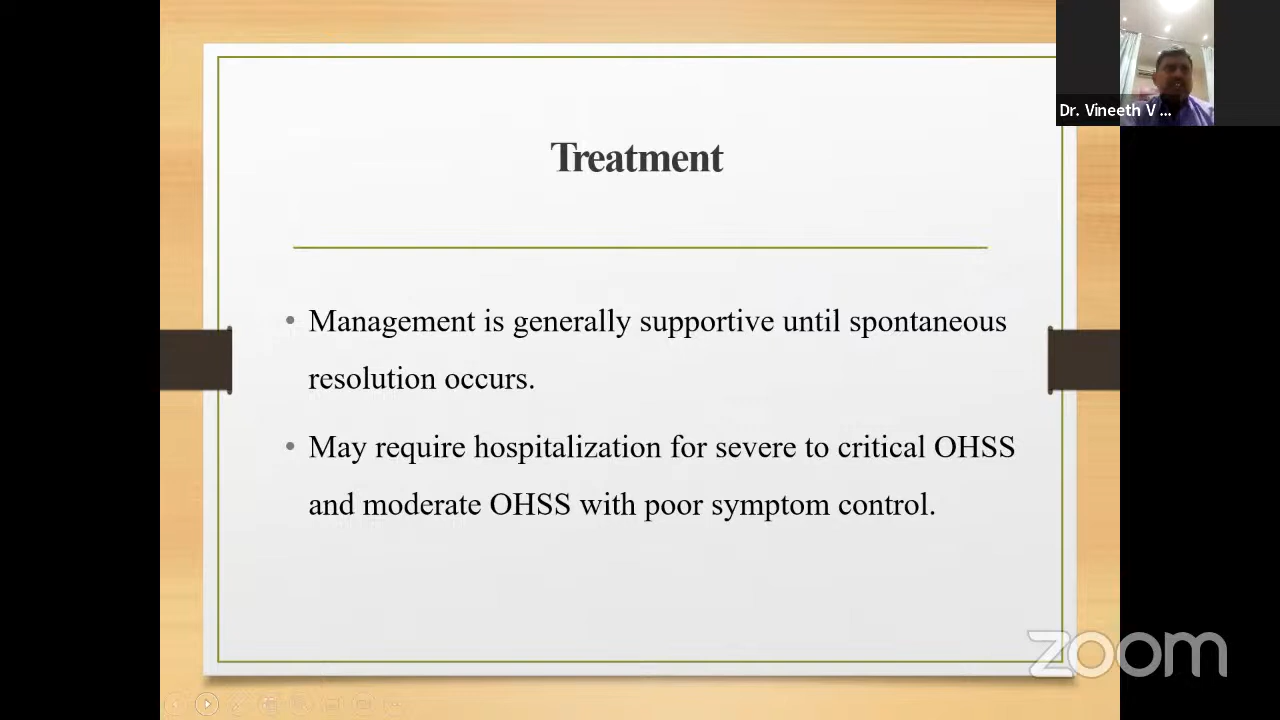 Dr. Vineeth V ...
Treatment
• Management is generally supportive until spontaneous
resolution occurs.
• May require hospitalization for severe to critical OHSS
and moderate OHSS with poor symptom control.
zoom